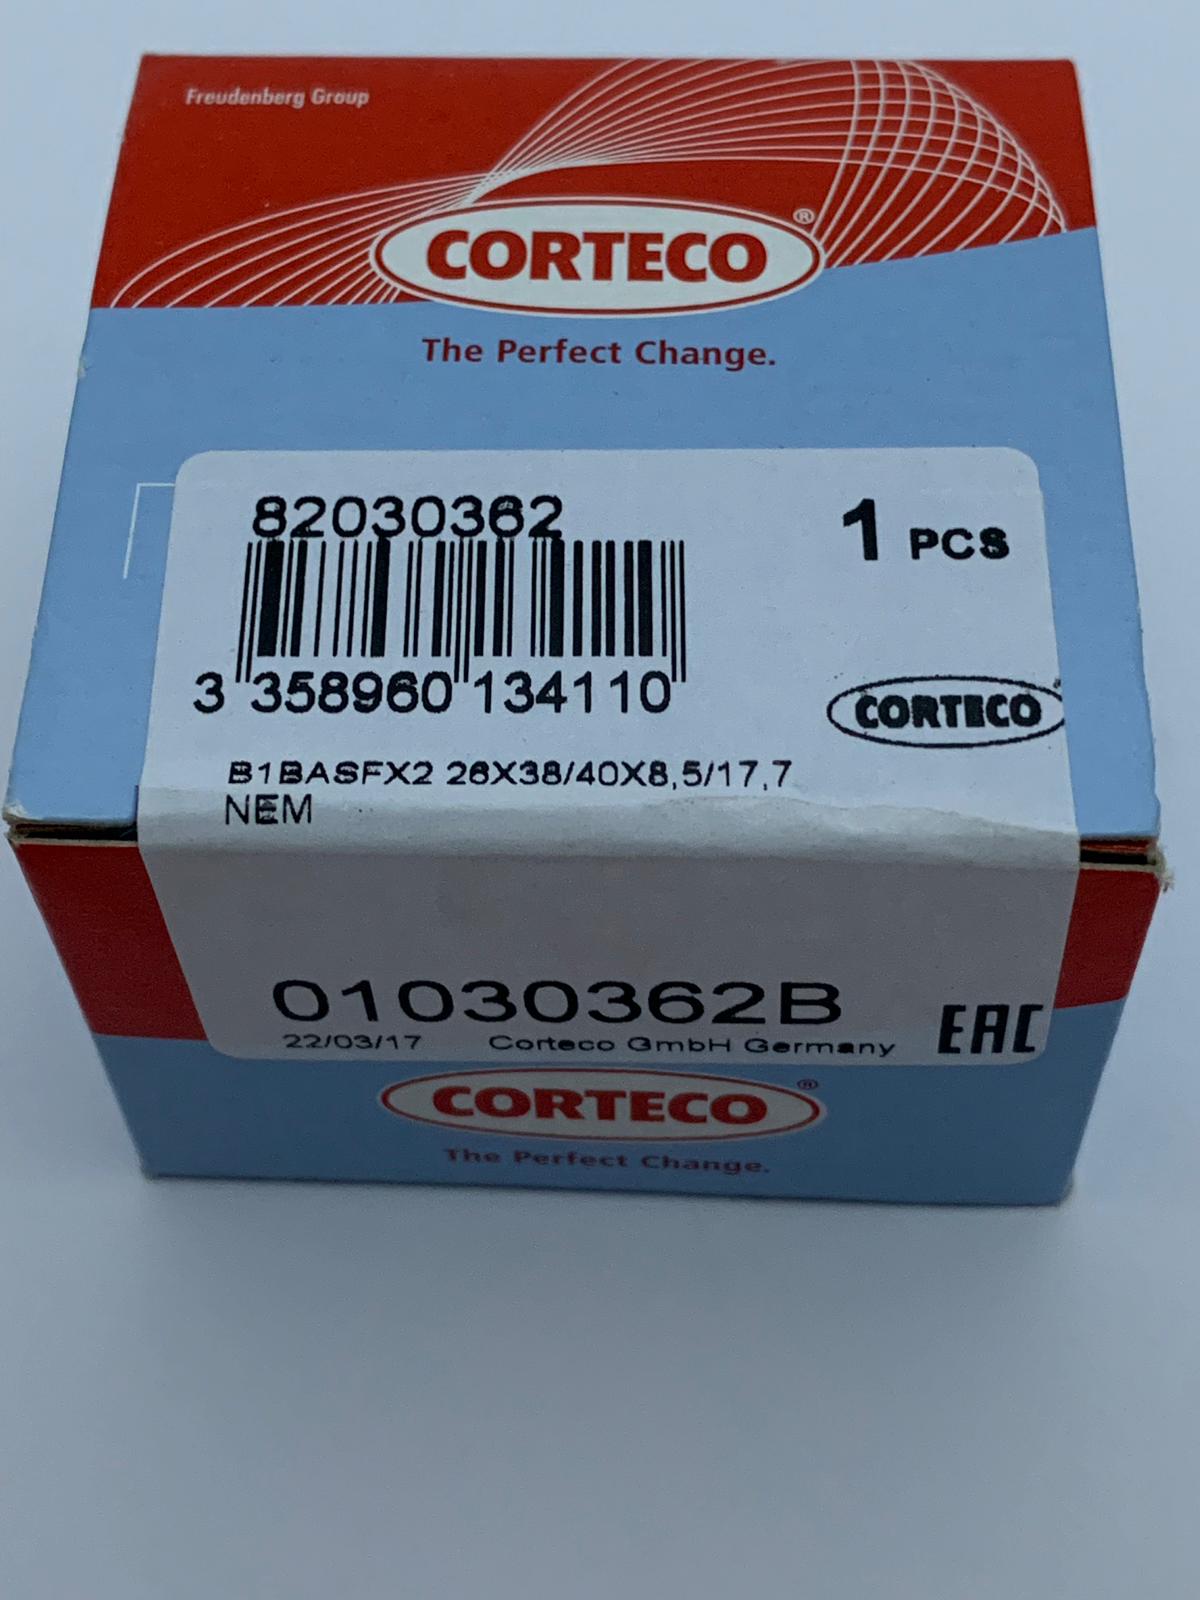 Freudenberg Group
CORTECO®
The Perfect Change.
82030362
1 PCS
3 358960 134110
CORTECO
B1BASFX2 26X38/40X8,5/17,7
NEM
01030362B
EAC
22/03/17 Corteco GmbH Germany
CORTECO®
The Perfect Change.